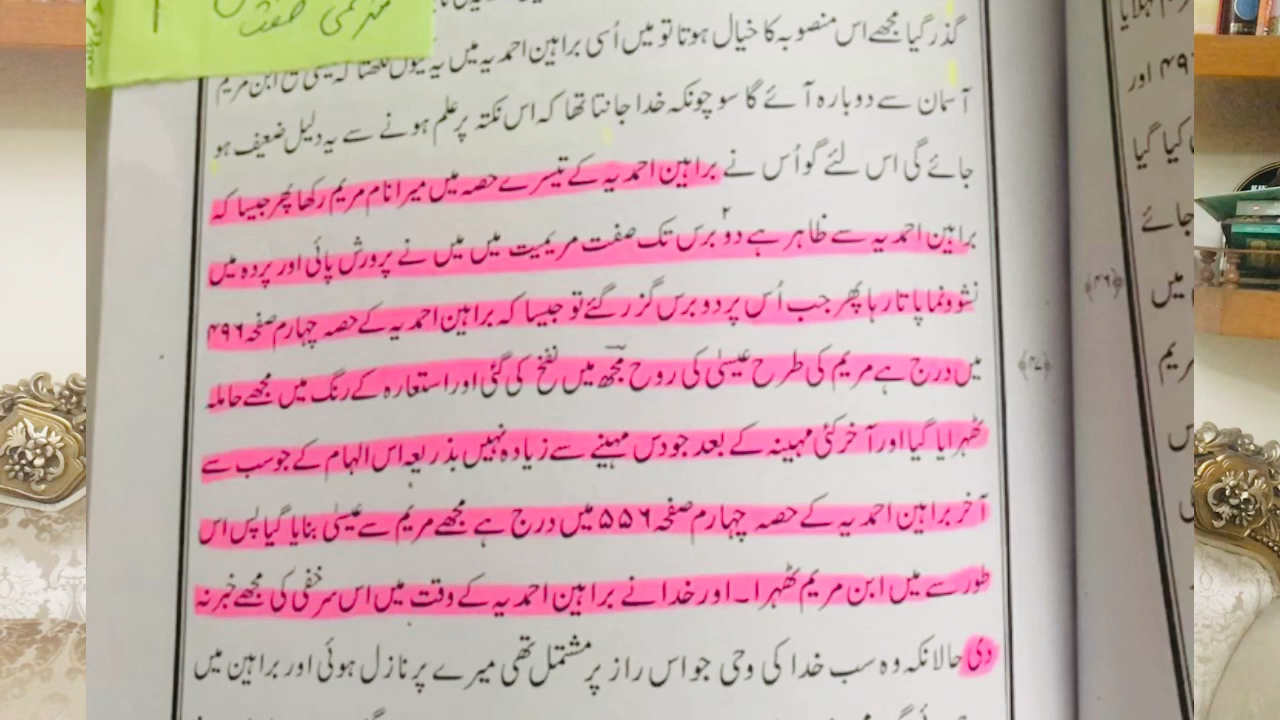 گذر گیا مجھے اس منصوبہ کا خیال ہوتا تو میں اُسی براہین احمدیہ میں یہ کیوں لکھتا کہ عیسیٰ مسیح ابن مریم
آسمان سے دوبارہ آئے گا سو چونکہ خدا جانتا تھا کہ اس نکتہ پر علم ہونے سے یہ دلیل ضعیف ہو
جائے گی اس لئے گو اُس نے براہین احمدیہ کے تیسرے حصہ میں میرا نام مریم رکھا پھر جیسا کہ
براہین احمدیہ سے ظاہر ہے دو۲ برس تک صفت مریمیت میں میں نے پرورش پائی اور پردہ میں
نشوونما پاتا رہا پھر جب اُس پر دو برس گزر گئے تو جیسا کہ براہین احمدیہ کے حصہ چہارم صفحہ ۴۹۶
میں درج ہے مریم کی طرح عیسیٰ کی روح مجھ میں نفخ کی گئی اور استعارہ کے رنگ میں مجھے حاملہ
﴿۴۷﴾
ٹھہرایا گیا اور آخر کئی مہینہ کے بعد جو دس مہینے سے زیادہ نہیں بذریعہ اس الہام کے جو سب سے
آخر براہین احمدیہ کے حصہ چہارم صفحہ ۵۵۶ میں درج ہے مجھے مریم سے عیسیٰ بنایا گیا پس اس
طور سے میں ابن مریم ٹھہرا۔ اور خدا نے براہین احمدیہ کے وقت میں اس سرخفی کی مجھے خبر نہ
دی حالانکہ وہ سب خدا کی وحی جو اس راز پر مشتمل تھی میرے پر نازل ہوئی اور براہین میں
﴿۴۶﴾
اور
کیا گیا
جائے
میں